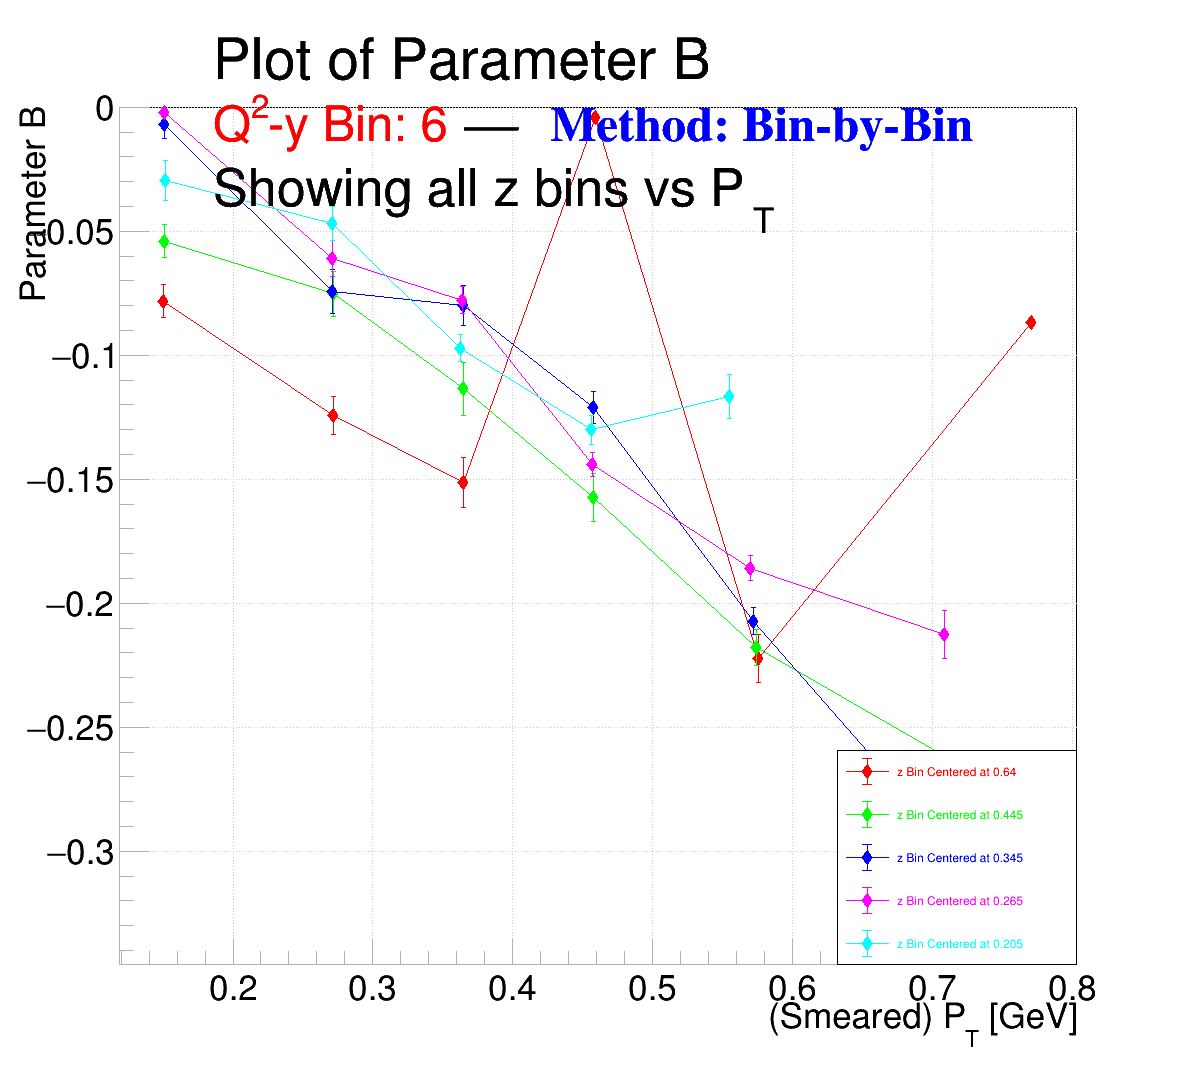 Plot of Parameter B
Q²-y Bin: 6 — Method: Bin-by-Bin
Showing all z bins vs P_T
Parameter B
0
−0.05
−0.1
−0.15
−0.2
−0.25
−0.3
z Bin Centered at 0.64
z Bin Centered at 0.445
z Bin Centered at 0.345
z Bin Centered at 0.265
z Bin Centered at 0.205
0.2 0.3 0.4 0.5 0.6 0.7 0.8
(Smeared) P_T [GeV]